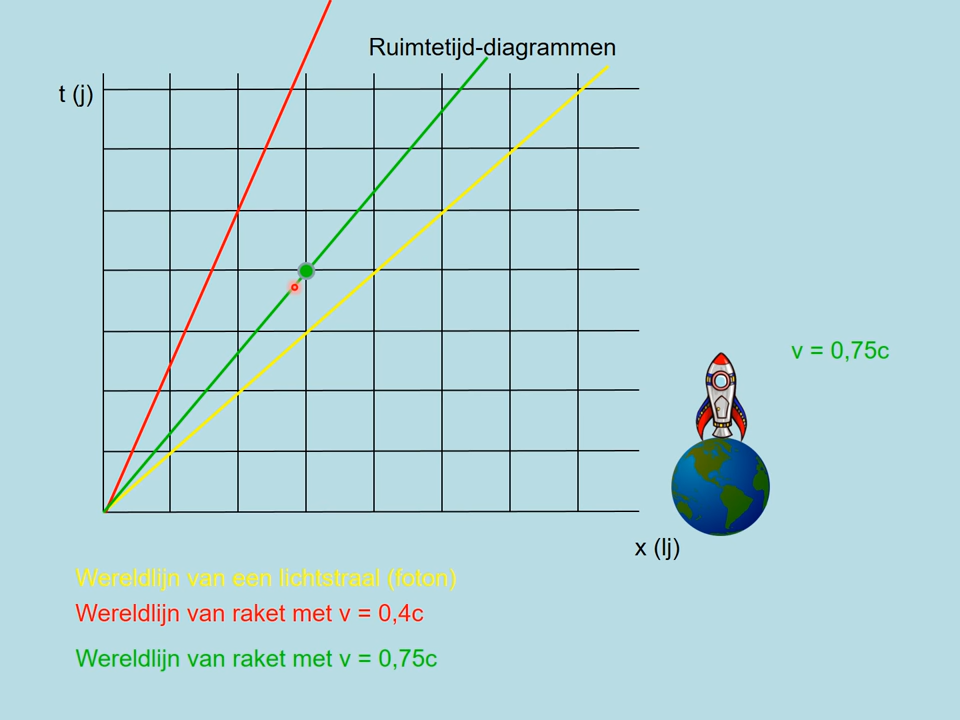 Ruimtetijd-diagrammen
t (j)
v = 0,75c
x (lj)
Wereldlijn van een lichtstraal (foton)
Wereldlijn van raket met v = 0,4c
Wereldlijn van raket met v = 0,75c